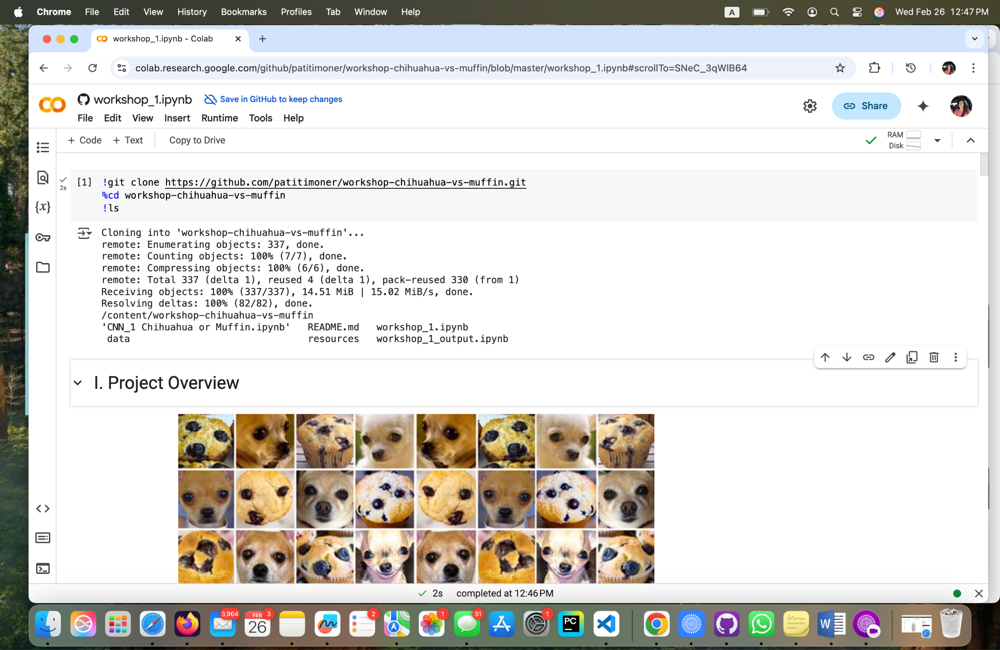 Chrome File Edit View History Bookmarks Profiles Tab Window Help A Wed Feb 26 12:47 PM
workshop_1.ipynb - Colab
colab.research.google.com/github/patitimoner/workshop-chihuahua-vs-muffin/blob/master/workshop_1.ipynb#scrollTo=SNeC_3qWlB64
workshop_1.ipynb Save in GitHub to keep changes
Share
File Edit View Insert Runtime Tools Help
+ Code + Text Copy to Drive
RAM
Disk
2s
[1] !git clone https://github.com/patitimoner/workshop-chihuahua-vs-muffin.git
%cd workshop-chihuahua-vs-muffin
!ls
{x}
Cloning into 'workshop-chihuahua-vs-muffin'...
remote: Enumerating objects: 337, done.
remote: Counting objects: 100% (7/7), done.
remote: Compressing objects: 100% (6/6), done.
remote: Total 337 (delta 1), reused 4 (delta 1), pack-reused 330 (from 1)
Receiving objects: 100% (337/337), 14.51 MiB | 15.02 MiB/s, done.
Resolving deltas: 100% (82/82), done.
/content/workshop-chihuahua-vs-muffin
'CNN_1 Chihuahua or Muffin.ipynb' README.md workshop_1.ipynb
data resources workshop_1_output.ipynb
I. Project Overview
2s completed at 12:46 PM
3,964
FEB 3
26
2
1
51
1
PC
W